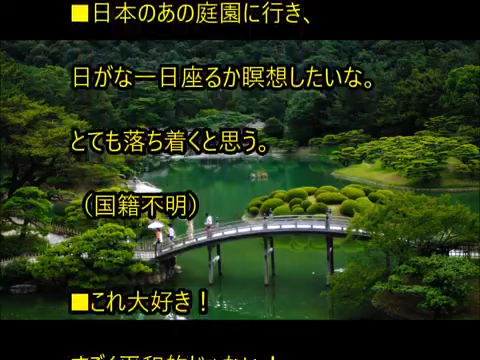 ■日本のあの庭園に行き、
日がな一日座るか瞑想したいな。
とても落ち着くと思う。
（国籍不明）
■これ大好き！